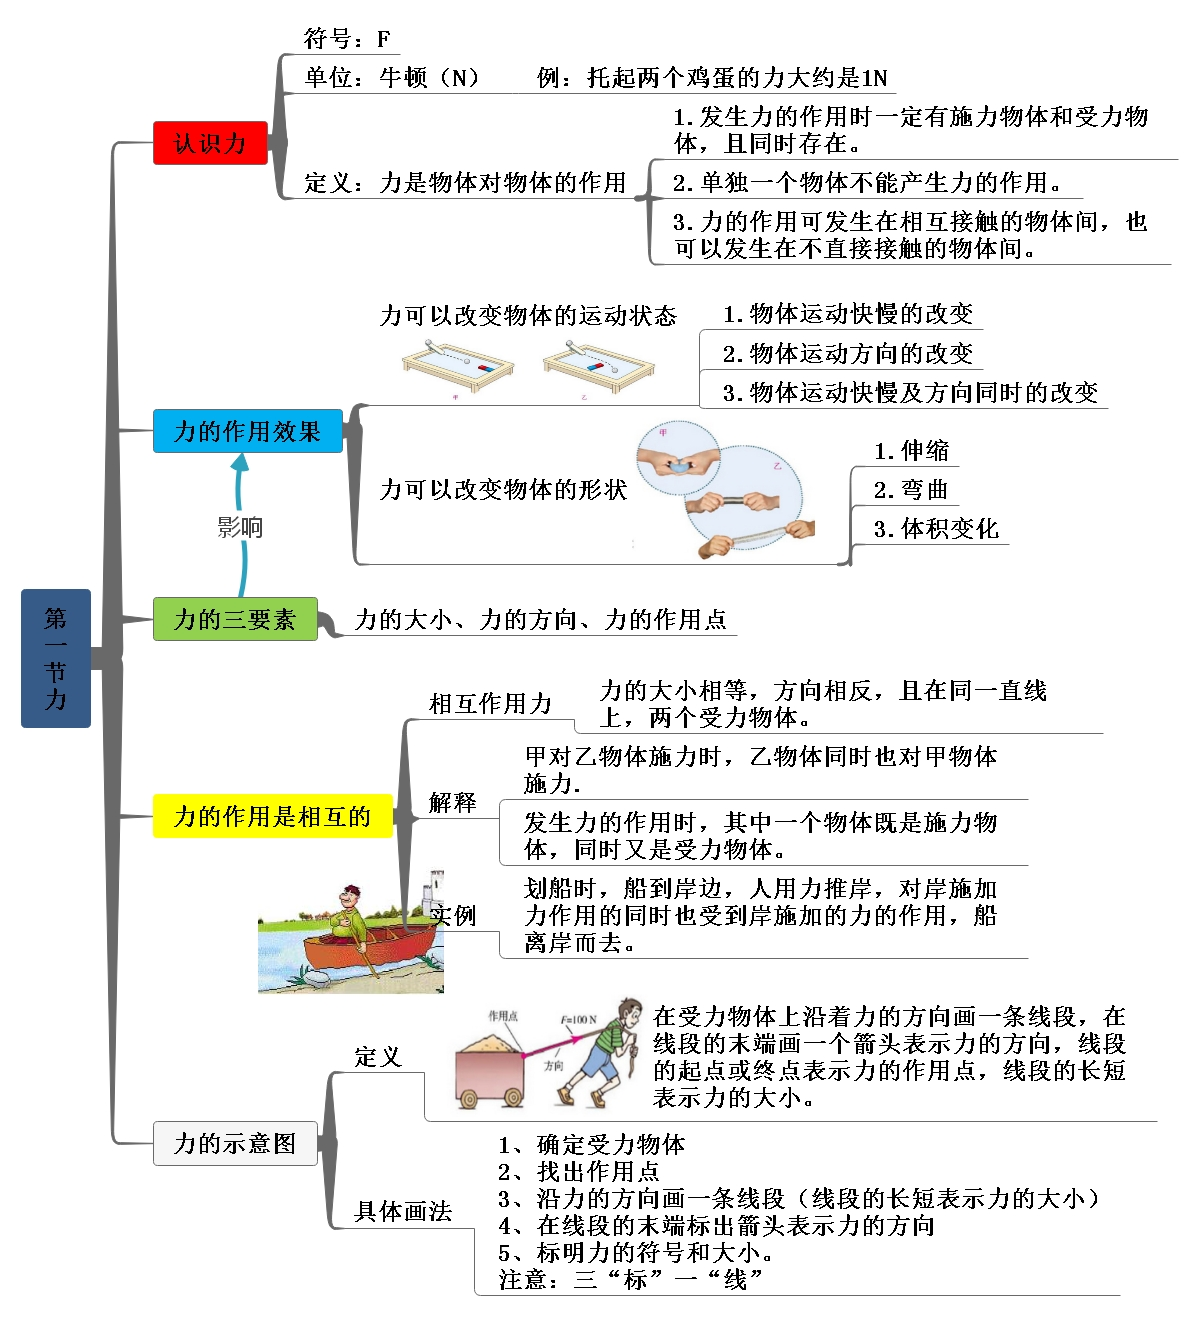 第
一
节
力
认识力
符号：F
单位：牛顿（N） 例：托起两个鸡蛋的力大约是1N
定义：力是物体对物体的作用
1.发生力的作用时一定有施力物体和受力物
体，且同时存在。
2.单独一个物体不能产生力的作用。
3.力的作用可发生在相互接触的物体间，也
可以发生在不直接接触的物体间。
力的作用效果
力可以改变物体的运动状态
甲
乙
1.物体运动快慢的改变
2.物体运动方向的改变
3.物体运动快慢及方向同时的改变
力可以改变物体的形状
甲
乙
1.伸缩
2.弯曲
3.体积变化
影响
力的三要素
力的大小、力的方向、力的作用点
力的作用是相互的
相互作用力
力的大小相等，方向相反，且在同一直线
上，两个受力物体。
解释
甲对乙物体施力时，乙物体同时也对甲物体
施力.
发生力的作用时，其中一个物体既是施力物
体，同时又是受力物体。
实例
划船时，船到岸边，人用力推岸，对岸施加
力作用的同时也受到岸施加的力的作用，船
离岸而去。
力的示意图
定义
作用点
F=100 N
方向
在受力物体上沿着力的方向画一条线段，在
线段的末端画一个箭头表示力的方向，线段
的起点或终点表示力的作用点，线段的长短
表示力的大小。
具体画法
1、确定受力物体
2、找出作用点
3、沿力的方向画一条线段（线段的长短表示力的大小）
4、在线段的末端标出箭头表示力的方向
5、标明力的符号和大小。
注意：三“标”一“线”